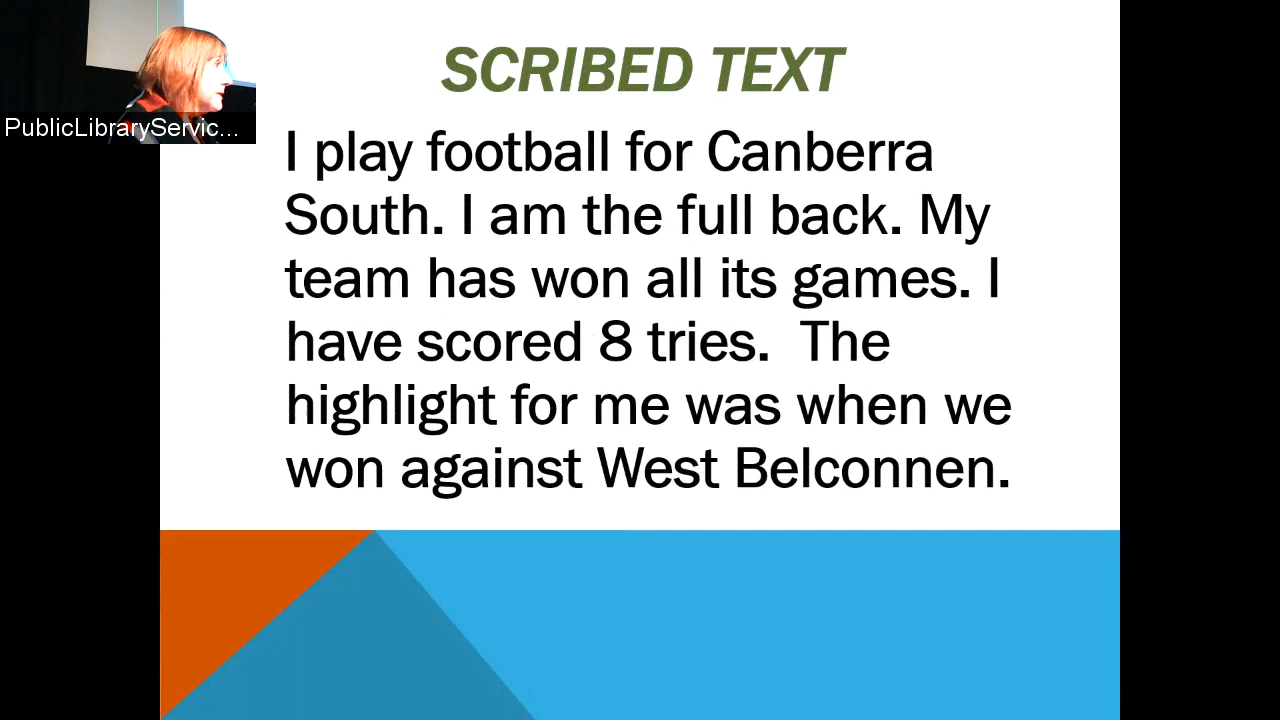 SCRIBED TEXT
PublicLibraryServic...
I play football for Canberra
South. I am the full back. My
team has won all its games. I
have scored 8 tries.  The
highlight for me was when we
won against West Belconnen.